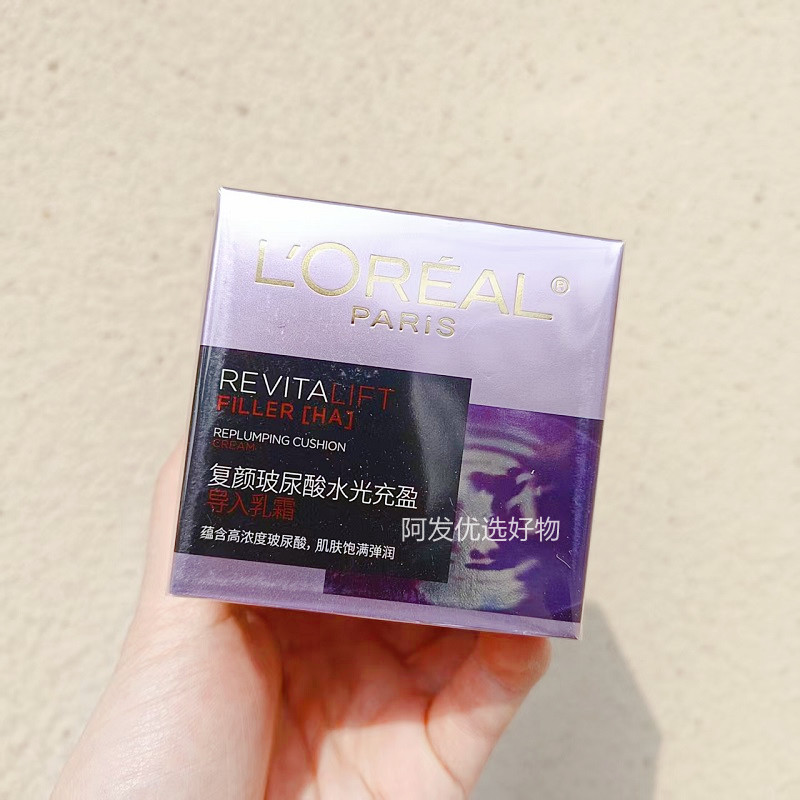 L'ORÉAL®
PARiS
REVITALIFT
FILLER [HA]
REPLUMPING CUSHION
CREAM
复颜玻尿酸水光充盈
导入乳霜
蕴含高浓度玻尿酸，肌肤饱满弹润
阿发优选好物